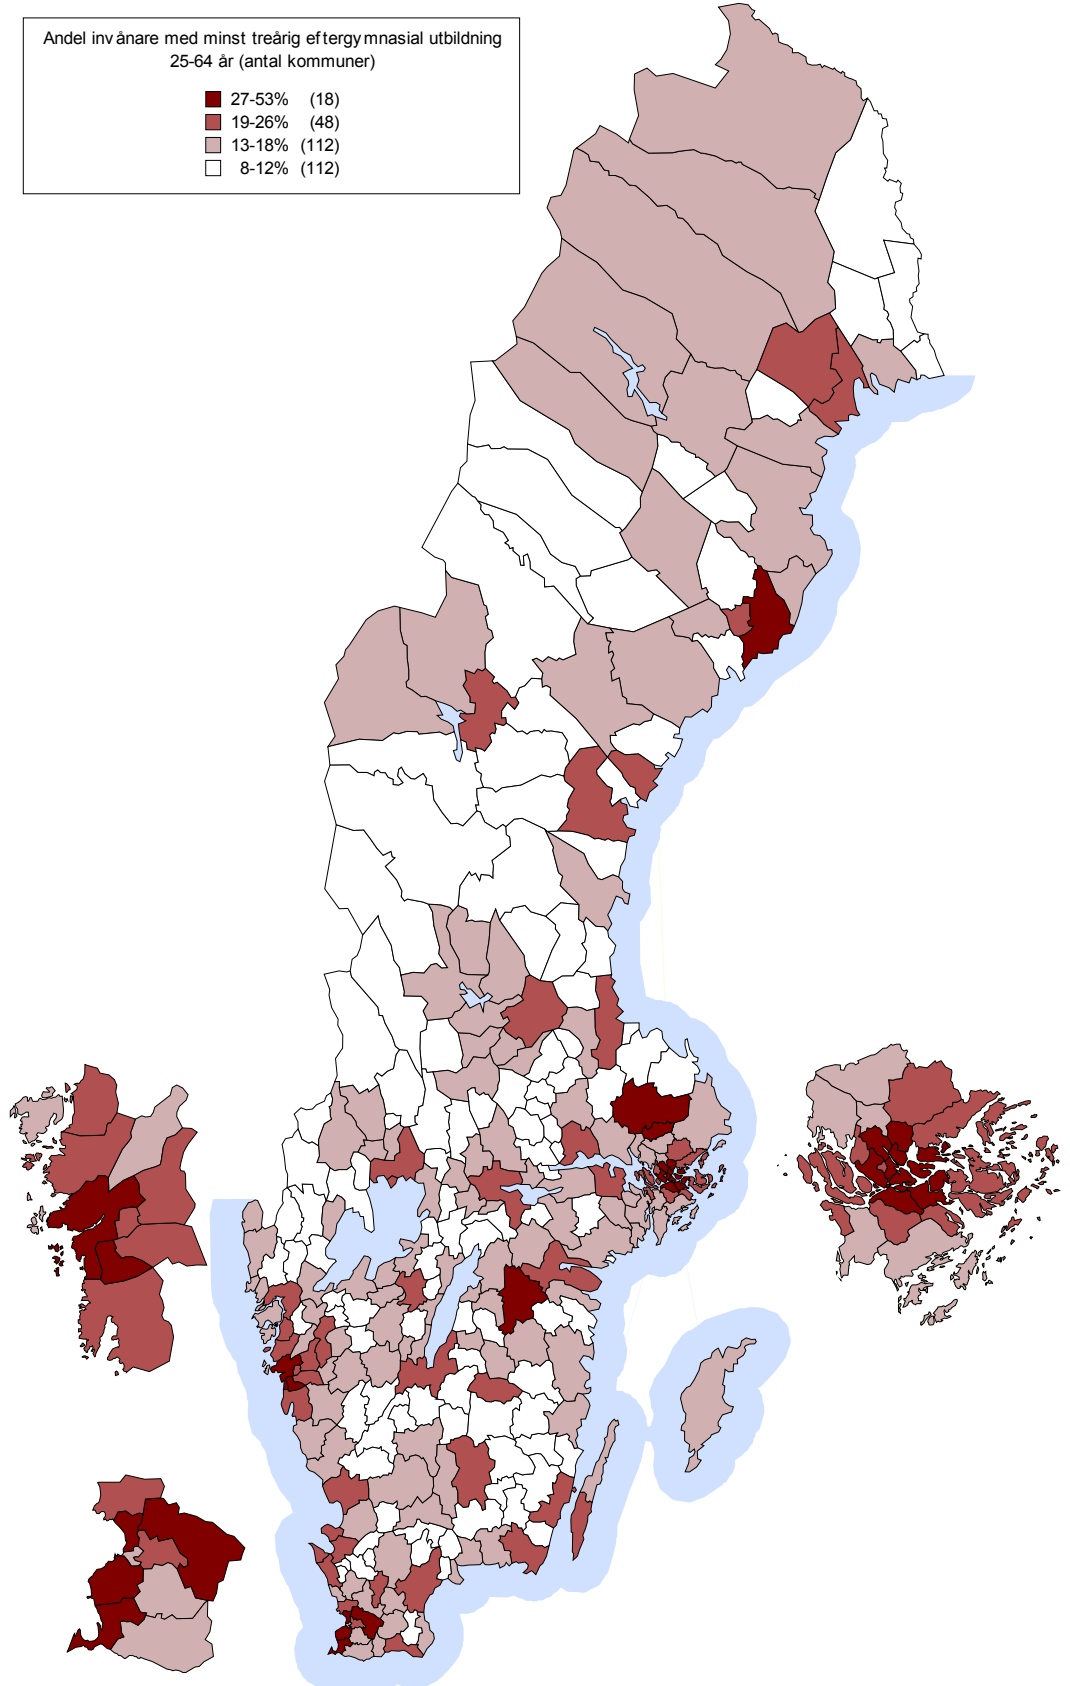 Andel invånare med minst treårig eftergymnasial utbildning
25-64 år (antal kommuner)
27-53% (18)
19-26% (48)
13-18% (112)
8-12% (112)